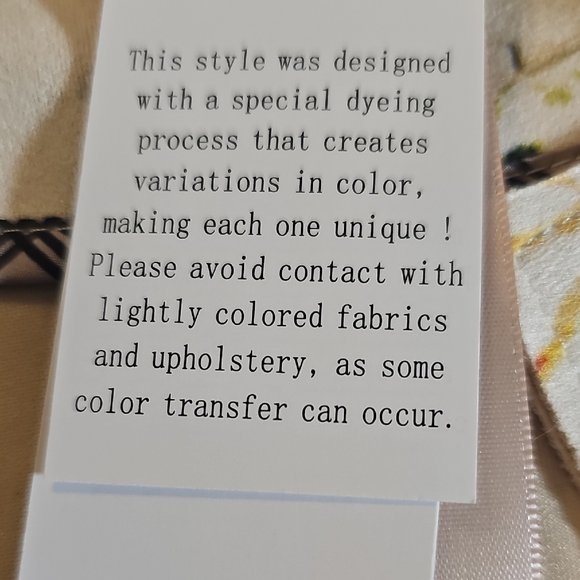 This style was designed
with a special dyeing
process that creates
variations in color,
making each one unique !
Please avoid contact with
lightly colored fabrics
and upholstery, as some
color transfer can occur.